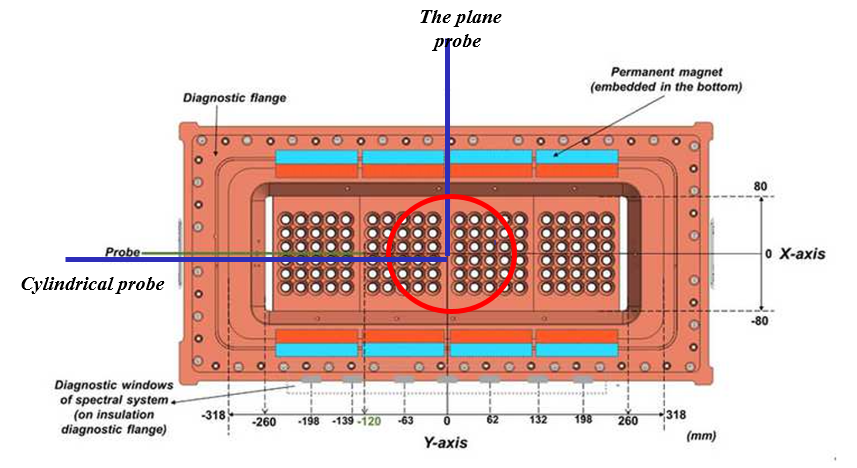 The plane
probe
Permanent magnet
(embedded in the bottom)
Diagnostic flange
80
Probe
0 X-axis
Cylindrical probe
-80
Diagnostic windows
of spectral system
(on insulation
diagnostic flange)
-318 -260 -198 -139 -120 -63 0 62 132 198 260 318
Y-axis
(mm)